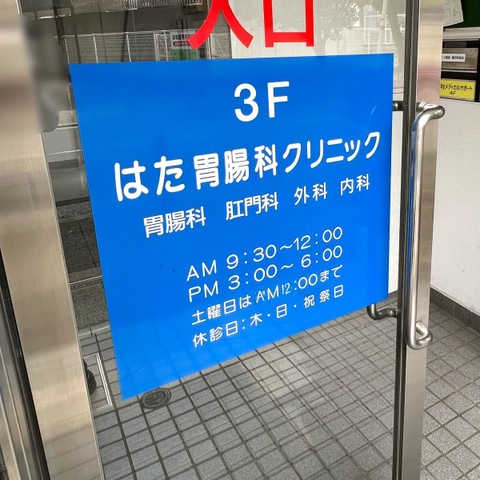 入口
3F
はた胃腸科クリニック
胃腸科 肛門科 外科 内科
AM 9:30〜12:00
PM 3:00〜 6:00
土曜日はAM12:00まで
休診日:木・日・祝祭日